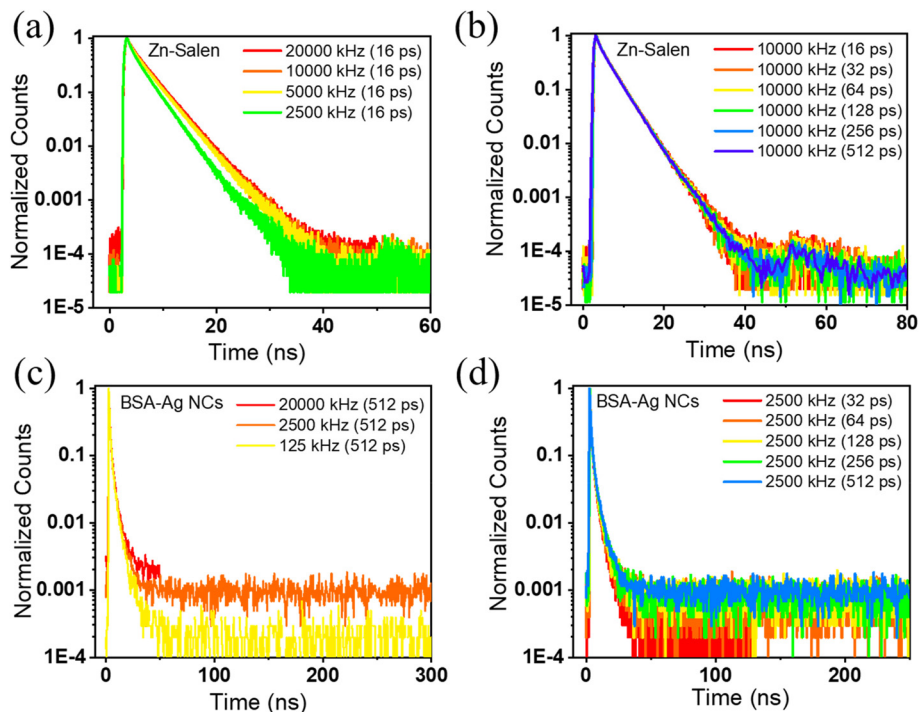 (a)
Zn-Salen
20000 kHz (16 ps)
10000 kHz (16 ps)
5000 kHz (16 ps)
2500 kHz (16 ps)
Normalized Counts
1
0.1
0.01
0.001
1E-4
1E-5
0 20 40 60
Time (ns)
(b)
Zn-Salen
10000 kHz (16 ps)
10000 kHz (32 ps)
10000 kHz (64 ps)
10000 kHz (128 ps)
10000 kHz (256 ps)
10000 kHz (512 ps)
Normalized Counts
1
0.1
0.01
0.001
1E-4
1E-5
0 20 40 60 80
Time (ns)
(c)
BSA-Ag NCs
20000 kHz (512 ps)
2500 kHz (512 ps)
125 kHz (512 ps)
Normalized Counts
1
0.1
0.01
0.001
1E-4
0 100 200 300
Time (ns)
(d)
BSA-Ag NCs
2500 kHz (32 ps)
2500 kHz (64 ps)
2500 kHz (128 ps)
2500 kHz (256 ps)
2500 kHz (512 ps)
Normalized Counts
1
0.1
0.01
0.001
1E-4
0 100 200
Time (ns)